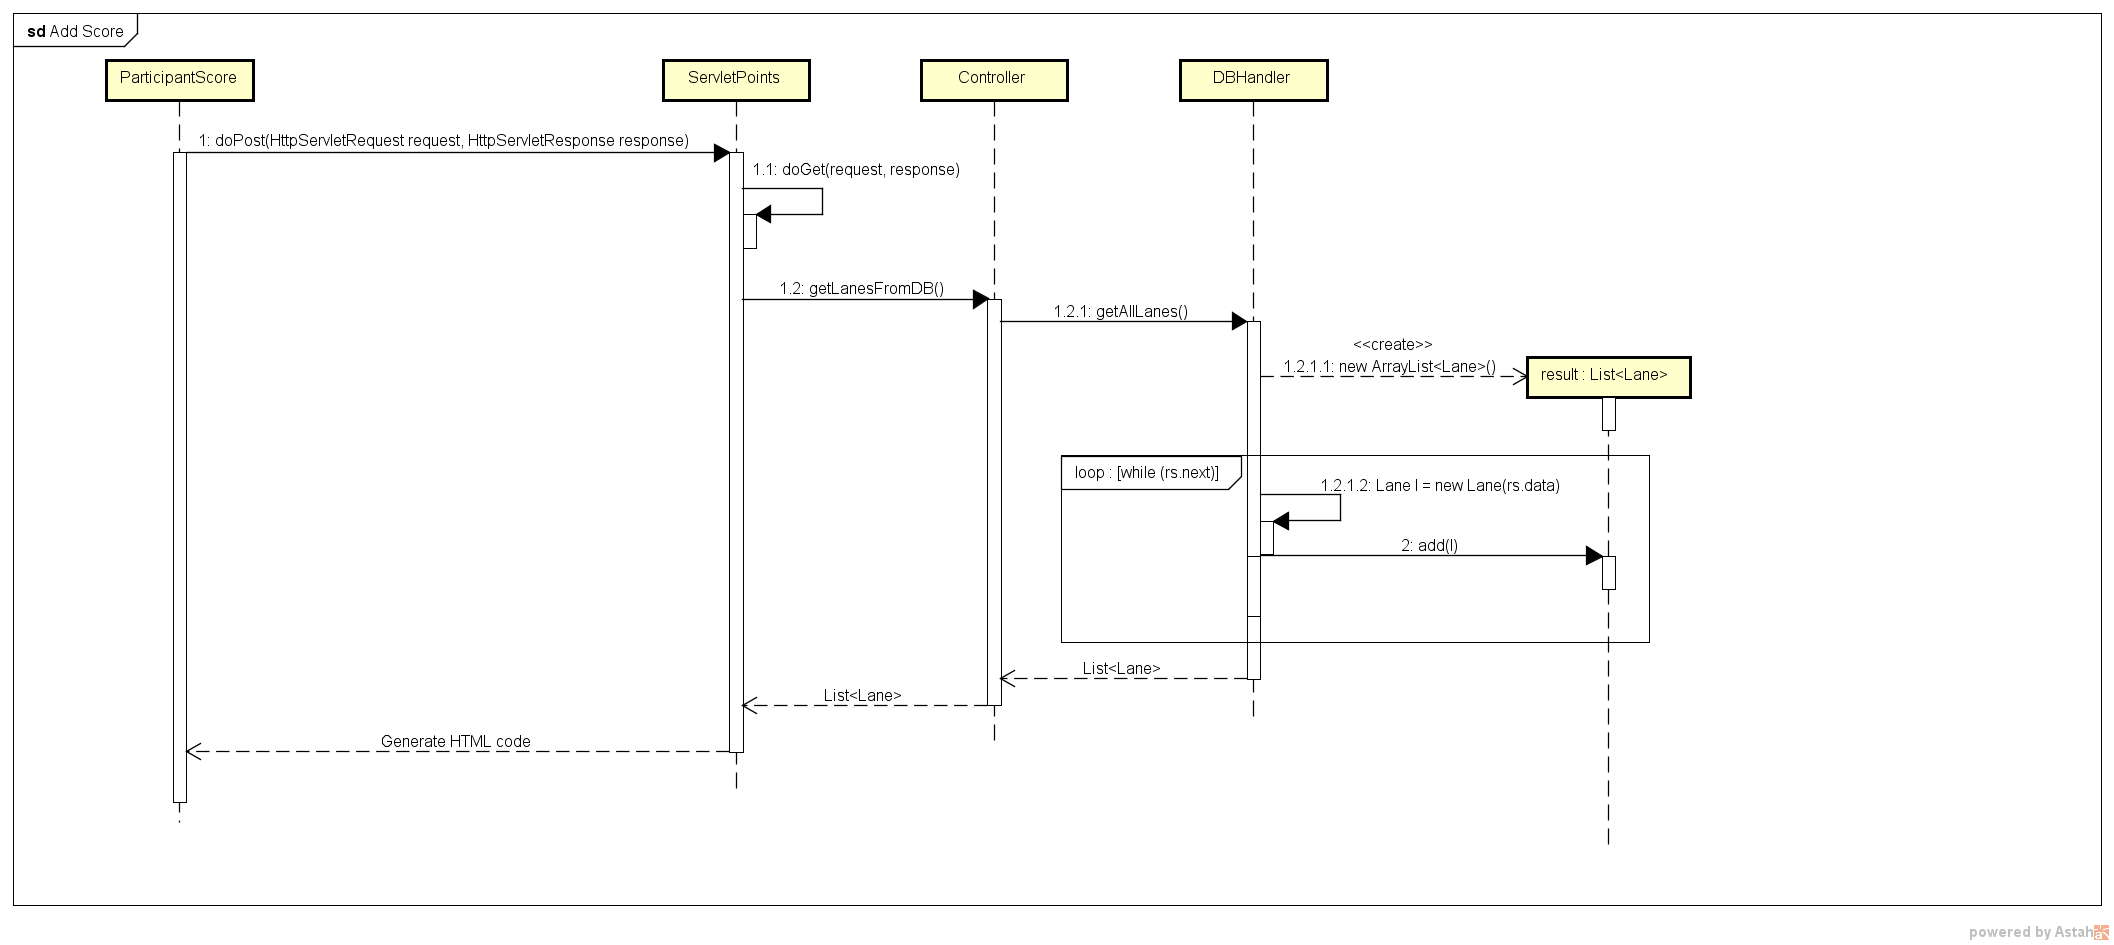 sd Add Score
ParticipantScore
ServletPoints
Controller
DBHandler
1: doPost(HttpServletRequest request, HttpServletResponse response)
1.1: doGet(request, response)
1.2: getLanesFromDB()
1.2.1: getAllLanes()
<<create>>
1.2.1.1: new ArrayList<Lane>()
result : List<Lane>
loop : [while (rs.next)]
1.2.1.2: Lane l = new Lane(rs.data)
2: add(l)
List<Lane>
List<Lane>
Generate HTML code
powered by Astah